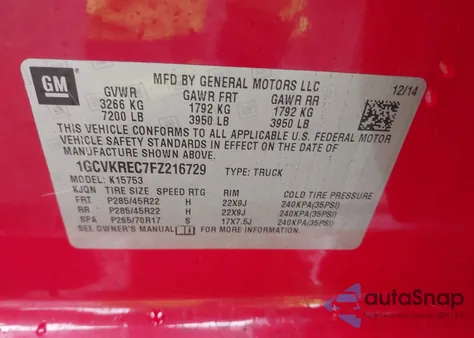 GM
MFD BY GENERAL MOTORS LLC
12/14
GVWR GAWR FRT GAWR RR
3266 KG 1792 KG 1792 KG
7200 LB 3950 LB 3950 LB
THIS VEHICLE CONFORMS TO ALL APPLICABLE U.S. FEDERAL MOTOR
VEHICLE SAFETY STANDARDS IN EFFECT ON THE DATE OF
MANUFACTURE SHOWN ABOVE.
1GCVKREC7FZ216729 TYPE: TRUCK
MODEL: K15753
XJQN TIRE SIZE SPEED RTG RIM COLD TIRE PRESSURE
FRT P285/45R22 H 22X9J 240KPA(35PSI)
RR P285/45R22 H 22X9J 240KPA(35PSI)
SPA P265/70R17 S 17X7.5J 240KPA(35PSI)
SEE OWNER'S MANUAL FOR MORE INFORMATION.
autoSnap